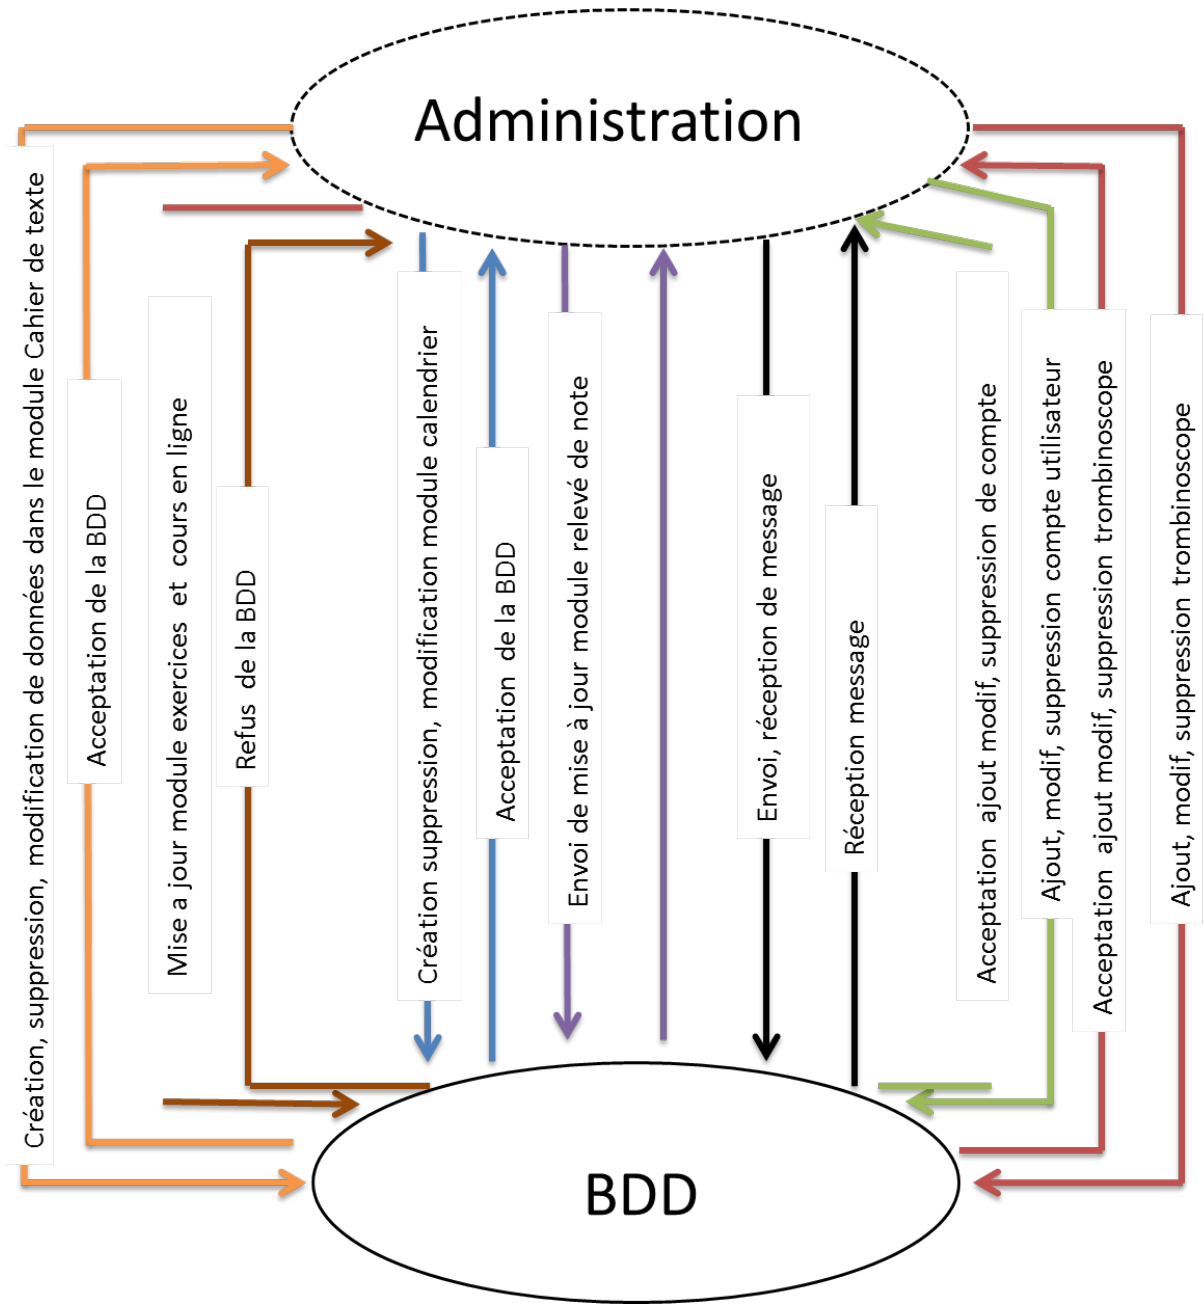 Administration
Création, suppression, modification de données dans le module Cahier de texte
Acceptation de la BDD
Mise a jour module exercices et cours en ligne
Refus de la BDD
Création suppression, modification module calendrier
Acceptation de la BDD
Envoi de mise à jour module relevé de note
Envoi, réception de message
Réception message
Acceptation ajout modif, suppression de compte
Ajout, modif, suppression compte utilisateur
Acceptation ajout modif, suppression trombinoscope
Ajout, modif, suppression trombinoscope
BDD